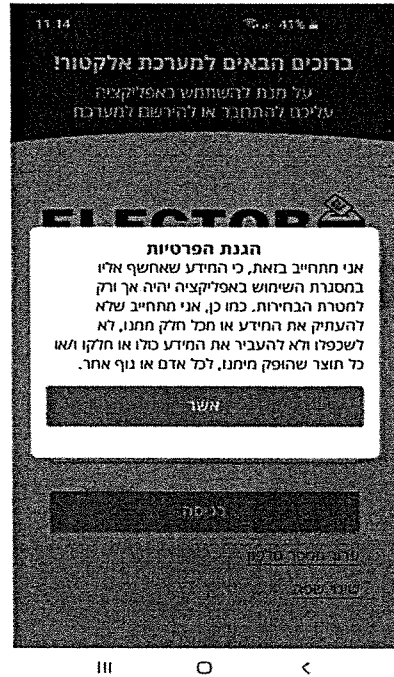 11:14
41%
ברוכים הבאים למערכת אלקטור!
על מנת להשתמש באפליקציה
עליכם להתחבר או להירשם למערכת
ELECTOR
הגנת הפרטיות
אני מתחייב בזאת, כי המידע שאחשף אליו
במסגרת השימוש באפליקציה יהיה אך ורק
למטרת הבחירות. כמו כן, אני מתחייב שלא
להעתיק את המידע או מכל חלק ממנו, לא
לשכפלו ולא להעביר את המידע כולו או חלקו ו/או
כל תוצר שהופק מימנו, לכל אדם או גוף אחר.
אשר
כניסה
שינוי שפה